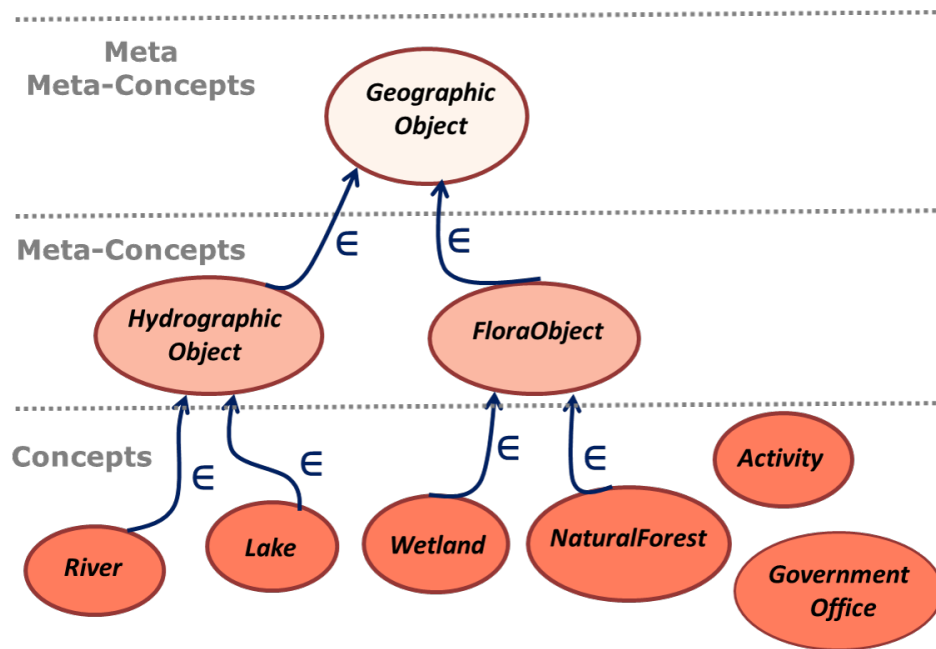 Meta
Meta-Concepts
Geographic
Object
∈
∈
Meta-Concepts
Hydrographic
Object
FloraObject
Concepts
∈
∈
∈
∈
Activity
River
Lake
Wetland
NaturalForest
Government
Office